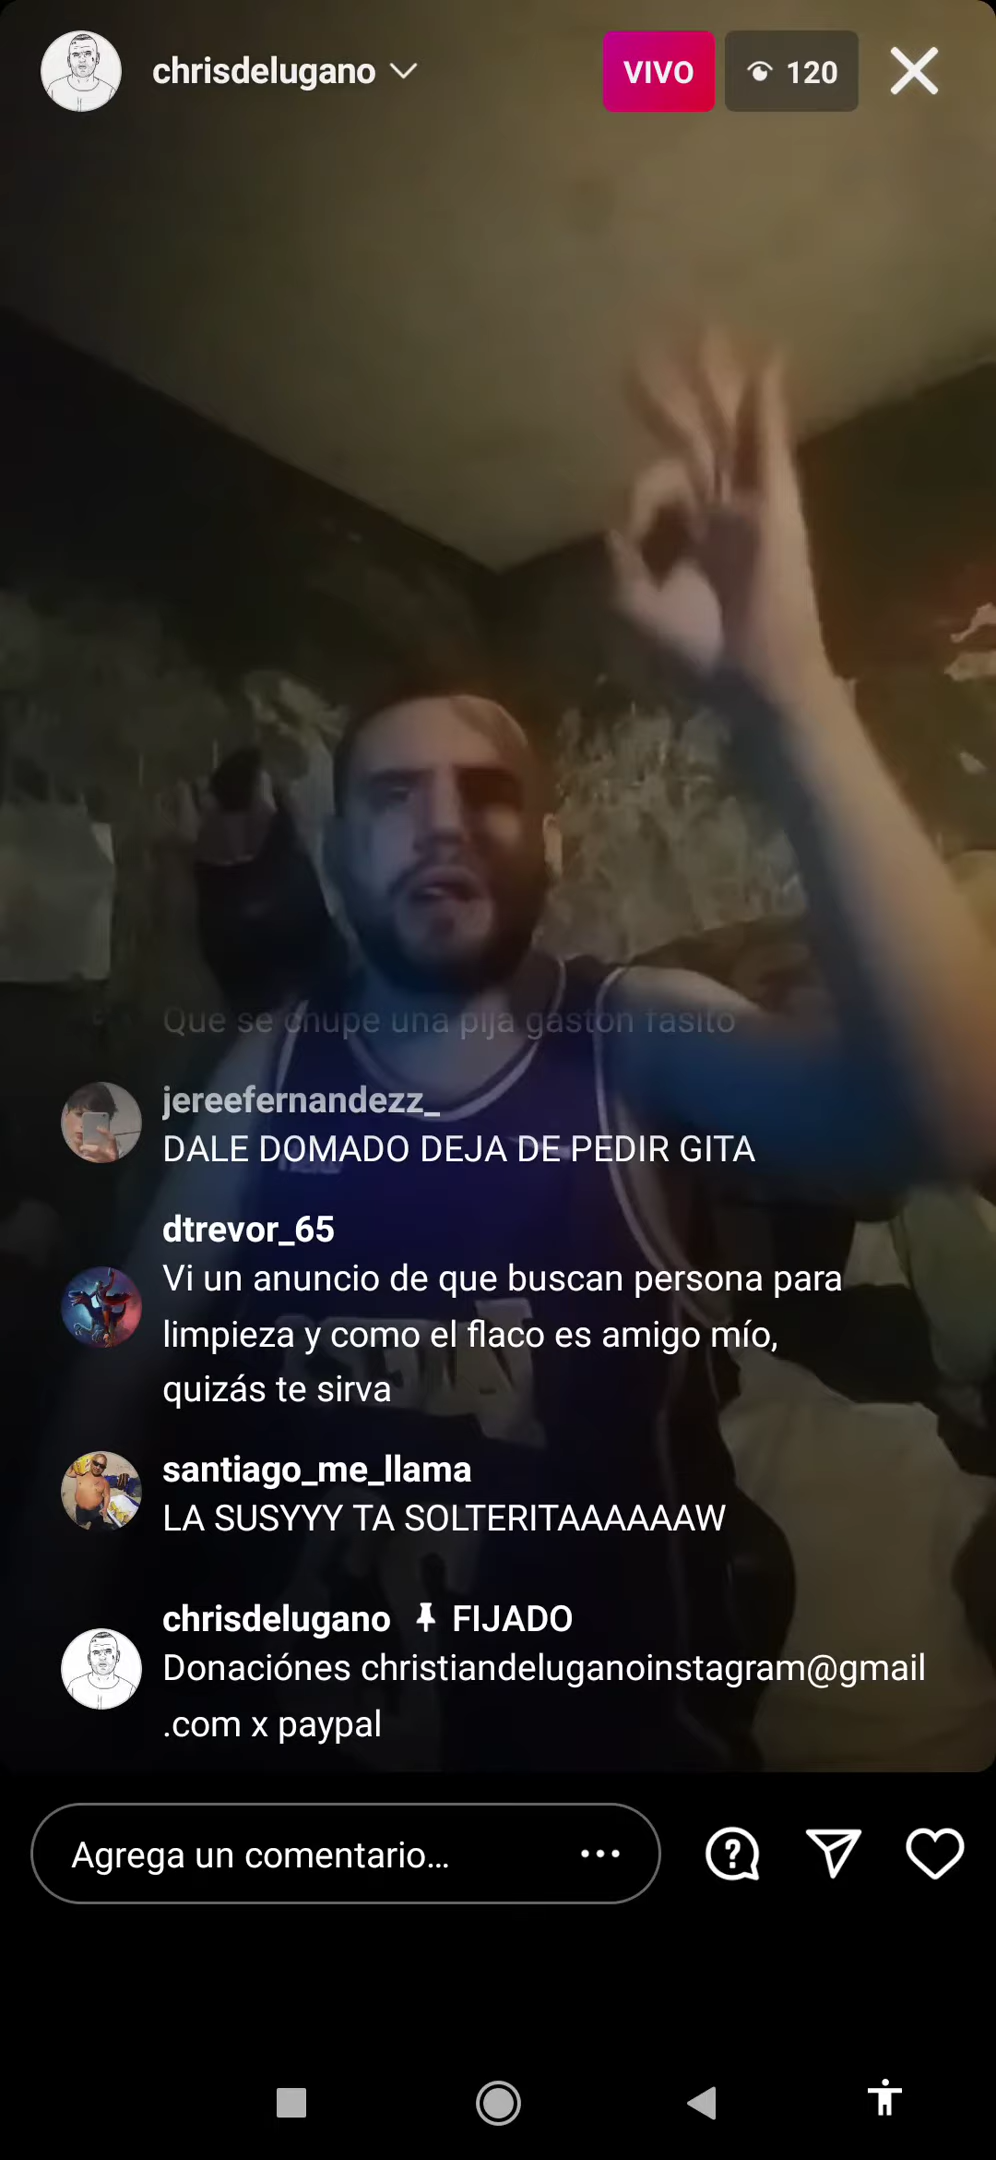 chrisdelugano
VIVO
120
Que se chupe una pija gaston fasito
jereefernandezz_
DALE DOMADO DEJA DE PEDIR GITA
dtrevor_65
Vi un anuncio de que buscan persona para
limpieza y como el flaco es amigo mío,
quizás te sirva
santiago_me_llama
LA SUSYYY TA SOLTERITAAAAAAW
chrisdelugano FIJADO
Donaciónes christiandeluganoinstagram@gmail
.com x paypal
Agrega un comentario...